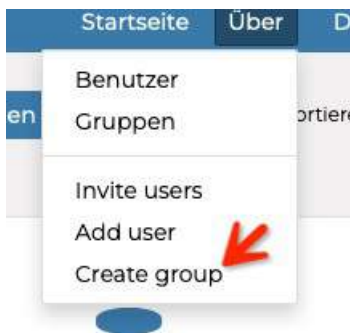 Startseite Über D
Benutzer
en Gruppen ortiere
Invite users
Add user
Create group